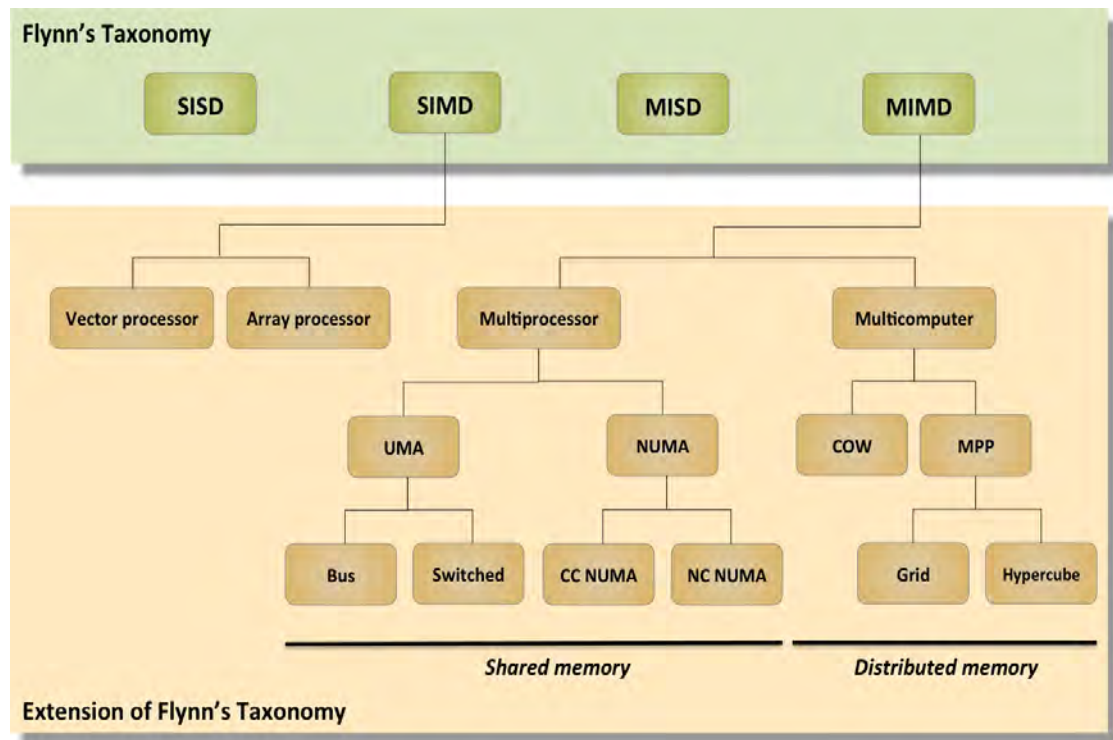 Flynn's Taxonomy
SISD
SIMD
MISD
MIMD
Vector processor
Array processor
Multiprocessor
Multicomputer
UMA
NUMA
COW
MPP
Bus
Switched
CC NUMA
NC NUMA
Grid
Hypercube
Shared memory
Distributed memory
Extension of Flynn's Taxonomy